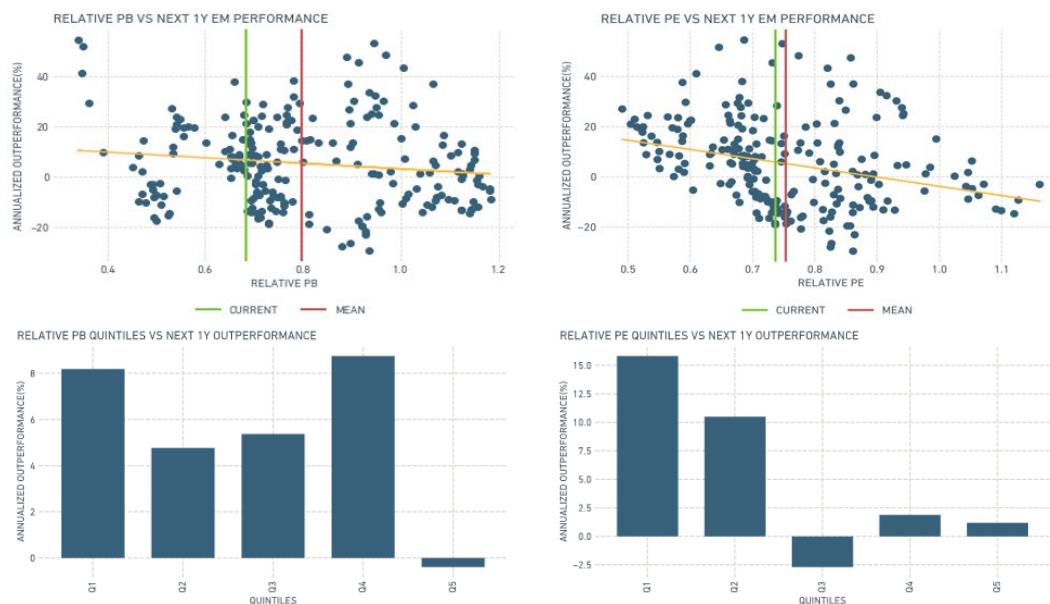 RELATIVE PB VS NEXT 1Y EM PERFORMANCE
ANNUALIZED OUTPERFORMANCE(%)
40
20
0
−20
0.4
0.6
0.8
1.0
1.2
RELATIVE PB
CURRENT
MEAN
RELATIVE PE VS NEXT 1Y EM PERFORMANCE
ANNUALIZED OUTPERFORMANCE(%)
40
20
0
−20
0.5
0.6
0.7
0.8
0.9
1.0
1.1
RELATIVE PE
CURRENT
MEAN
RELATIVE PB QUINTILES VS NEXT 1Y OUTPERFORMANCE
ANNUALIZED OUTPERFORMANCE(%)
8
6
4
2
0
Q1
Q2
Q3
Q4
Q5
QUINTILES
RELATIVE PE QUINTILES VS NEXT 1Y OUTPERFORMANCE
ANNUALIZED OUTPERFORMANCE(%)
15.0
12.5
10.0
7.5
5.0
2.5
0.0
−2.5
Q1
Q2
Q3
Q4
Q5
QUINTILES